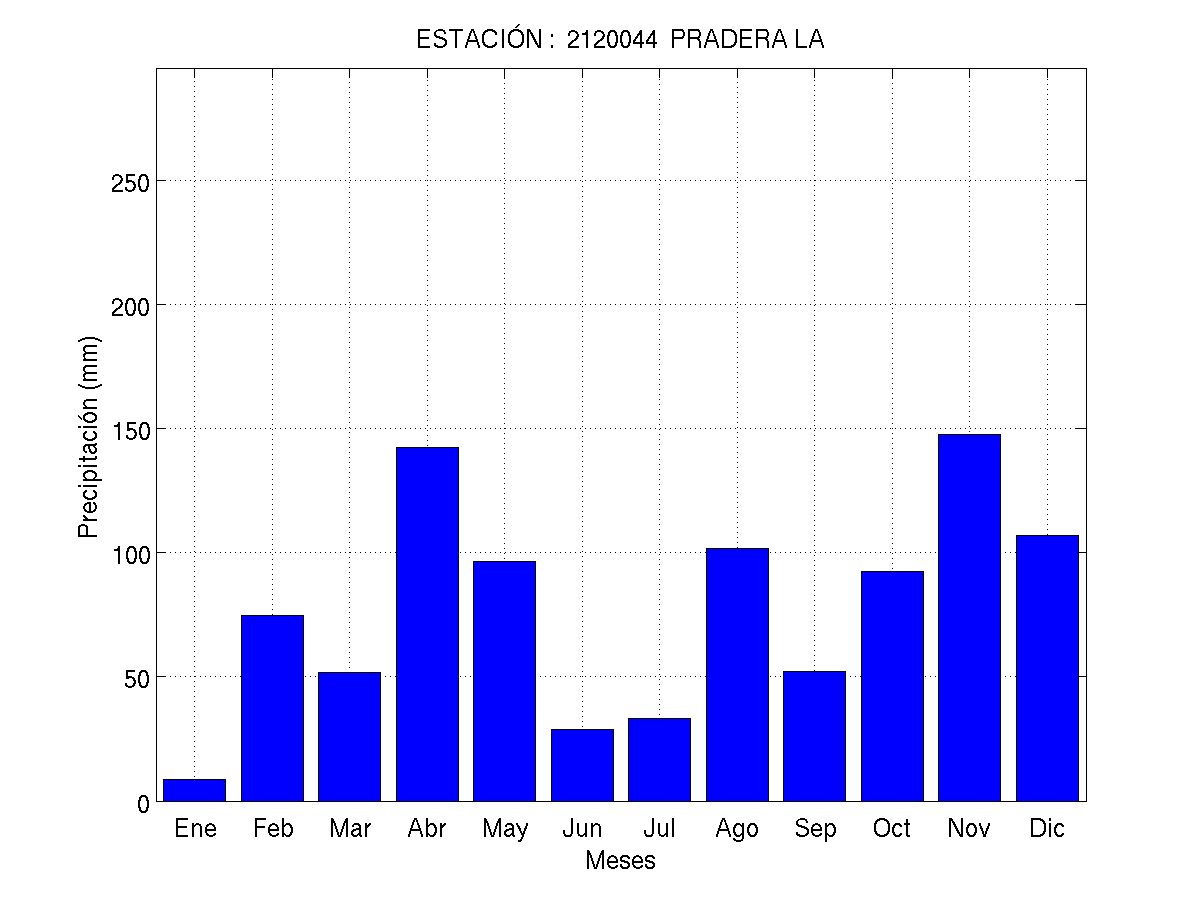 ESTACIÓN : 2120044 PRADERA LA
Precipitación (mm)
250
200
150
100
50
0
Ene Feb Mar Abr May Jun Jul Ago Sep Oct Nov Dic
Meses